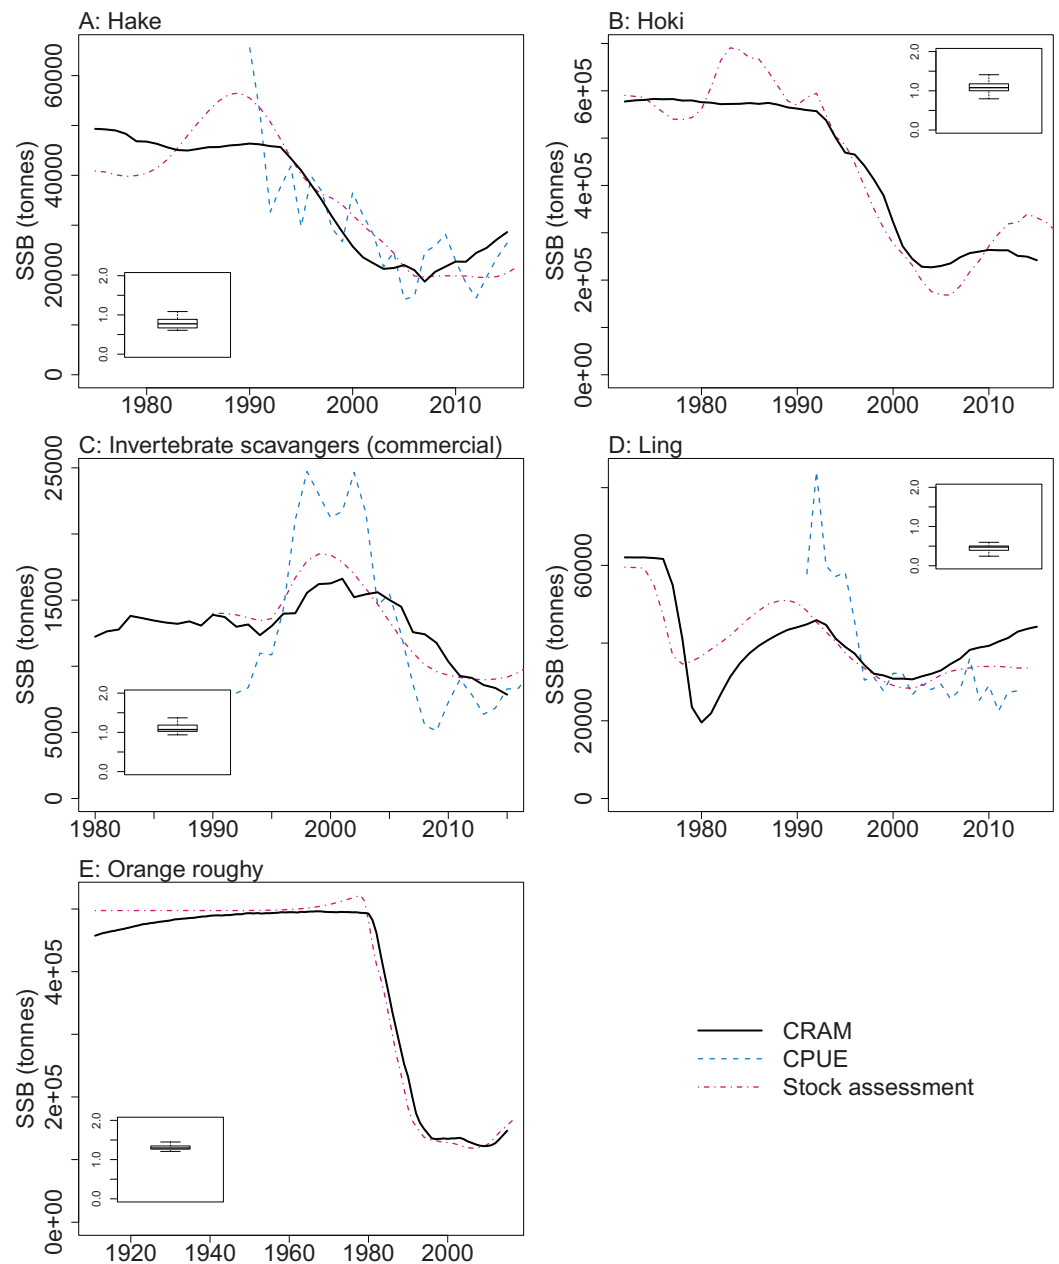 A: Hake
SSB (tonnes)
0 20000 40000 60000
0.0 1.0 2.0
1980 1990 2000 2010
B: Hoki
SSB (tonnes)
0e+00 2e+05 4e+05 6e+05
0.0 1.0 2.0
1980 1990 2000 2010
C: Invertebrate scavangers (commercial)
SSB (tonnes)
0 5000 15000 25000
0.0 1.0 2.0
1980 1990 2000 2010
D: Ling
SSB (tonnes)
0 20000 60000
0.0 1.0 2.0
1980 1990 2000 2010
E: Orange roughy
SSB (tonnes)
0e+00 2e+05 4e+05
0.0 1.0 2.0
1920 1940 1960 1980 2000
CRAM
CPUE
Stock assessment